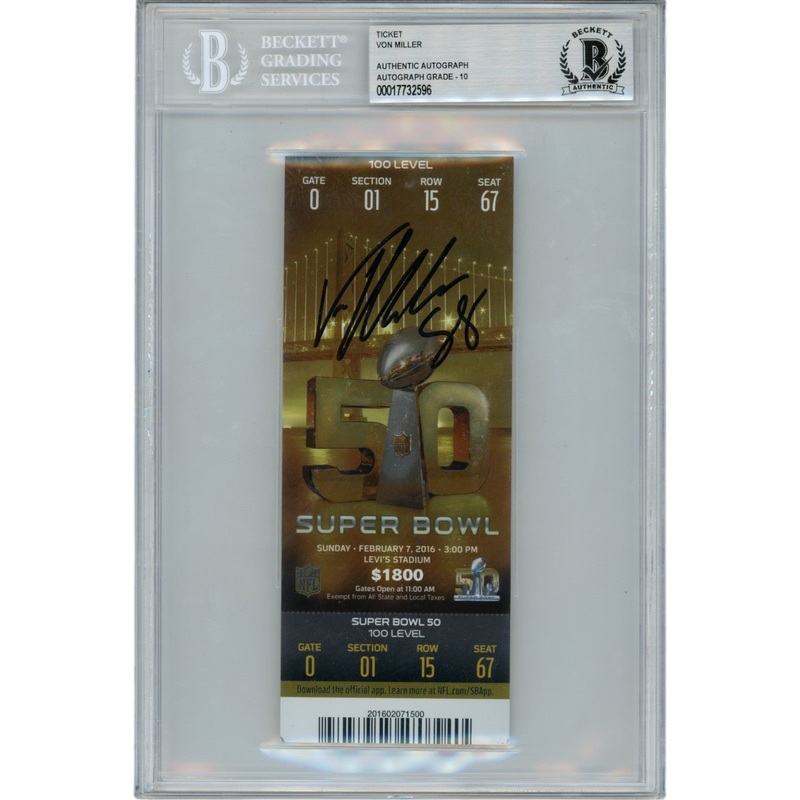 BECKETT®
GRADING
SERVICES
B
TICKET
VON MILLER
AUTHENTIC AUTOGRAPH
AUTOGRAPH GRADE - 10
00017732596
BECKETT
B
AUTHENTIC
100 LEVEL
GATE SECTION ROW SEAT
0 01 15 67
58
50
SUPER BOWL
SUNDAY · FEBRUARY 7, 2016 · 3:00 PM
LEVI'S STADIUM
$1800
Gates Open at 11:00 AM
Exempt from All State and Local Taxes
NFL
50
SUPER BOWL 50
100 LEVEL
GATE SECTION ROW SEAT
0 01 15 67
Download the official app. Learn more at NFL.com/SBApp.
201602071500